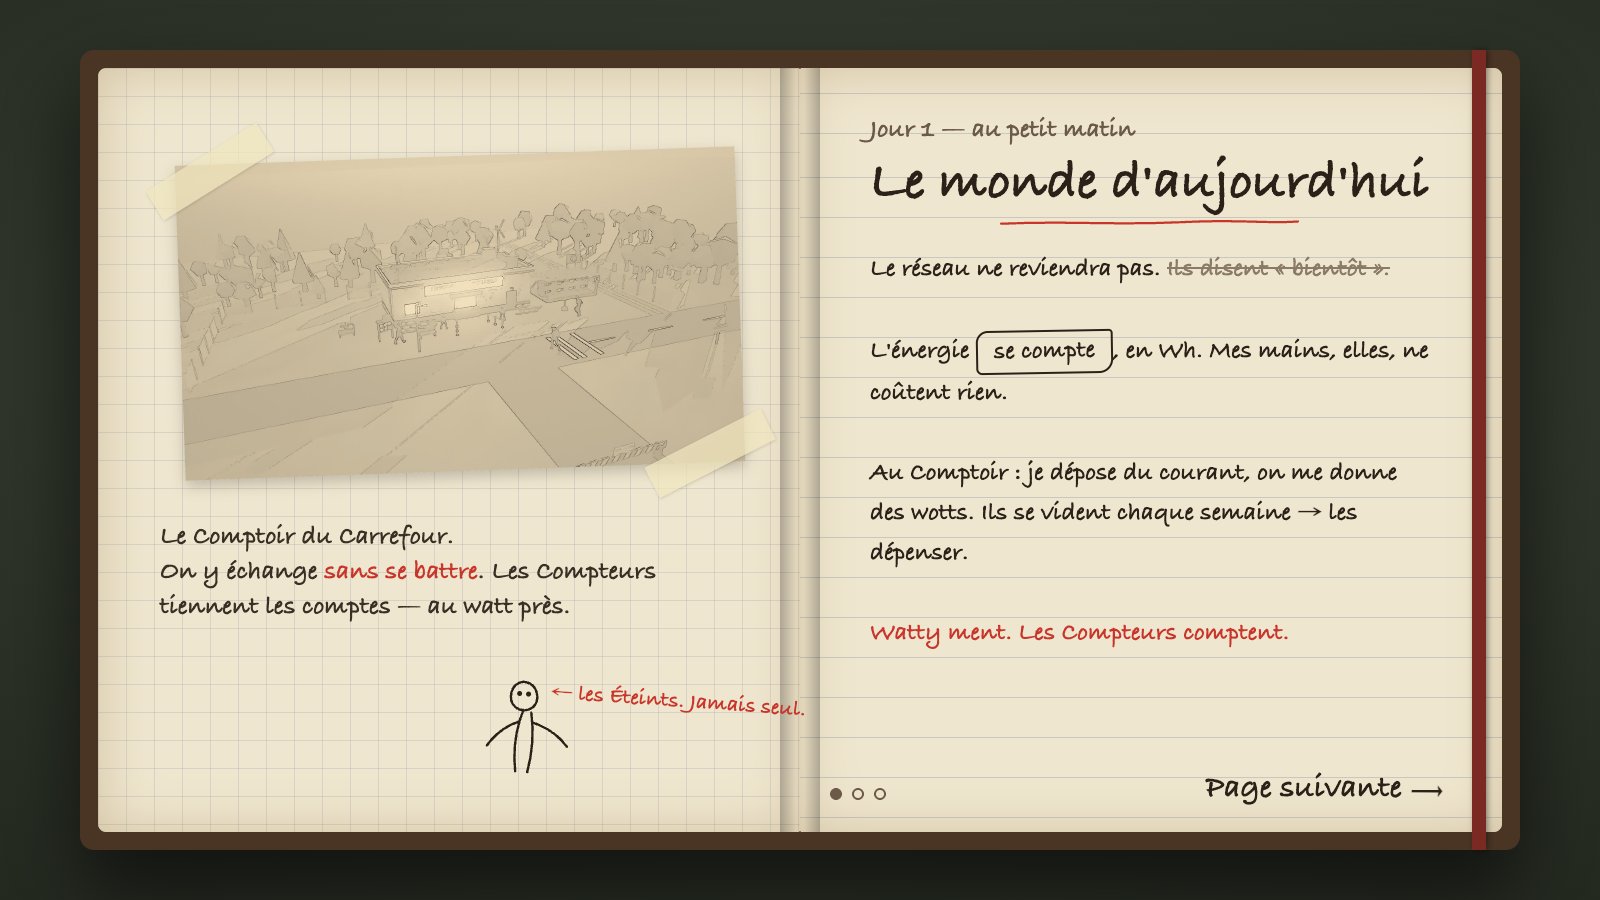 Le Comptoir du Carrefour.
On y échange sans se battre. Les Compteurs
tiennent les comptes — au watt près.
← les Éteints. Jamais seul.
Jour 1 — au petit matin
Le monde d'aujourd'hui
Le réseau ne reviendra pas. Ils disent « bientôt ».
L'énergie se compte, en Wh. Mes mains, elles, ne
coûtent rien.
Au Comptoir : je dépose du courant, on me donne
des wotts. Ils se vident chaque semaine → les
dépenser.
Watty ment. Les Compteurs comptent.
Page suivante →